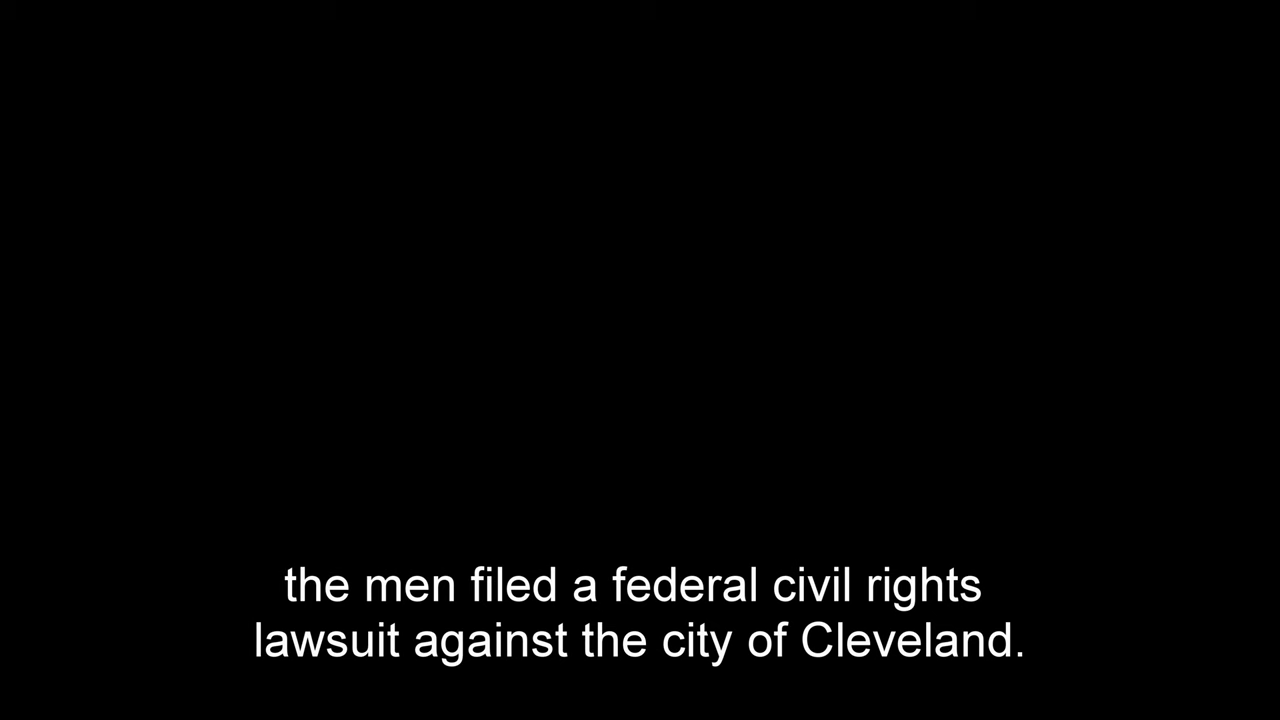 the men filed a federal civil rights
lawsuit against the city of Cleveland.